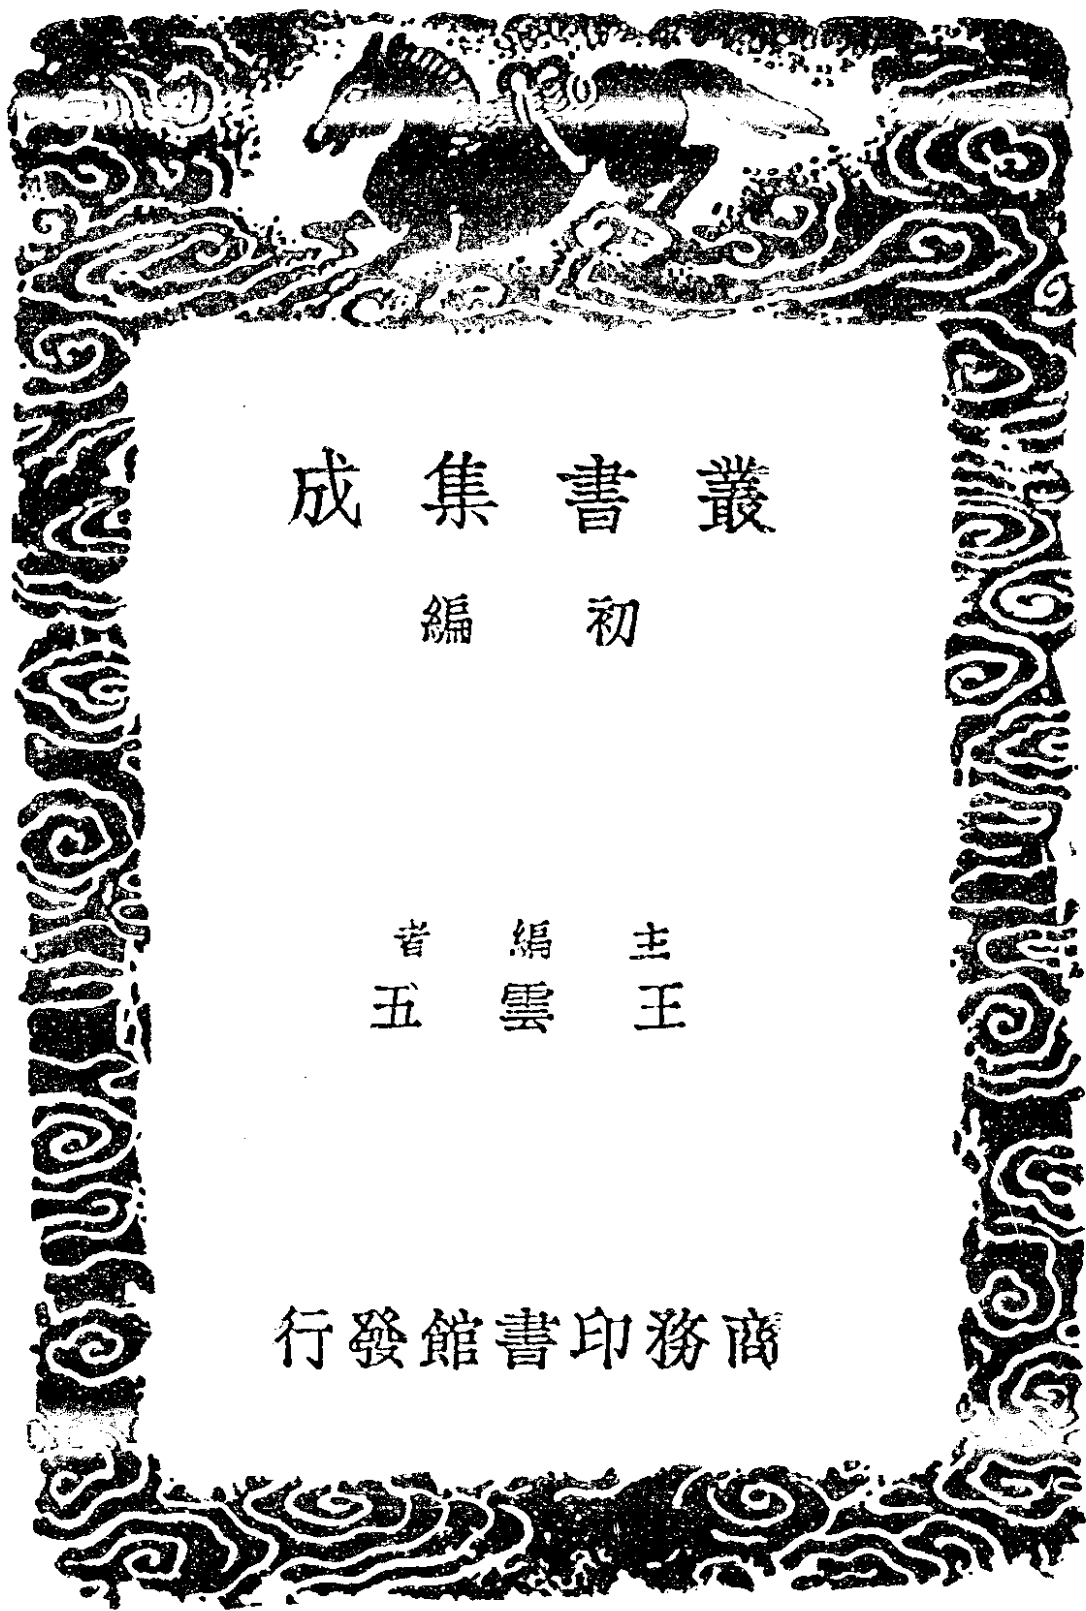 叢書集成
初編
主編者
王雲五
商務印書館發行